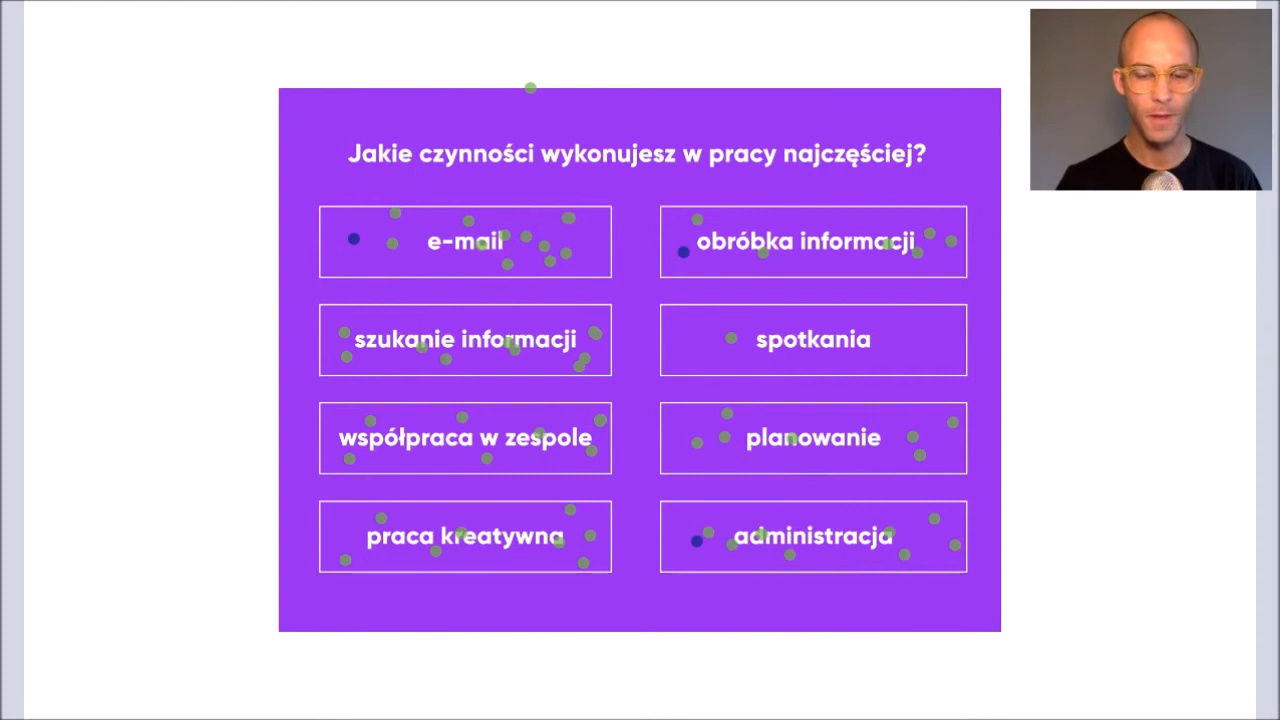 Jakie czynności wykonujesz w pracy najczęściej?
e-mail
obróbka informacji
szukanie informacji
spotkania
współpraca w zespole
planowanie
praca kreatywna
administracja